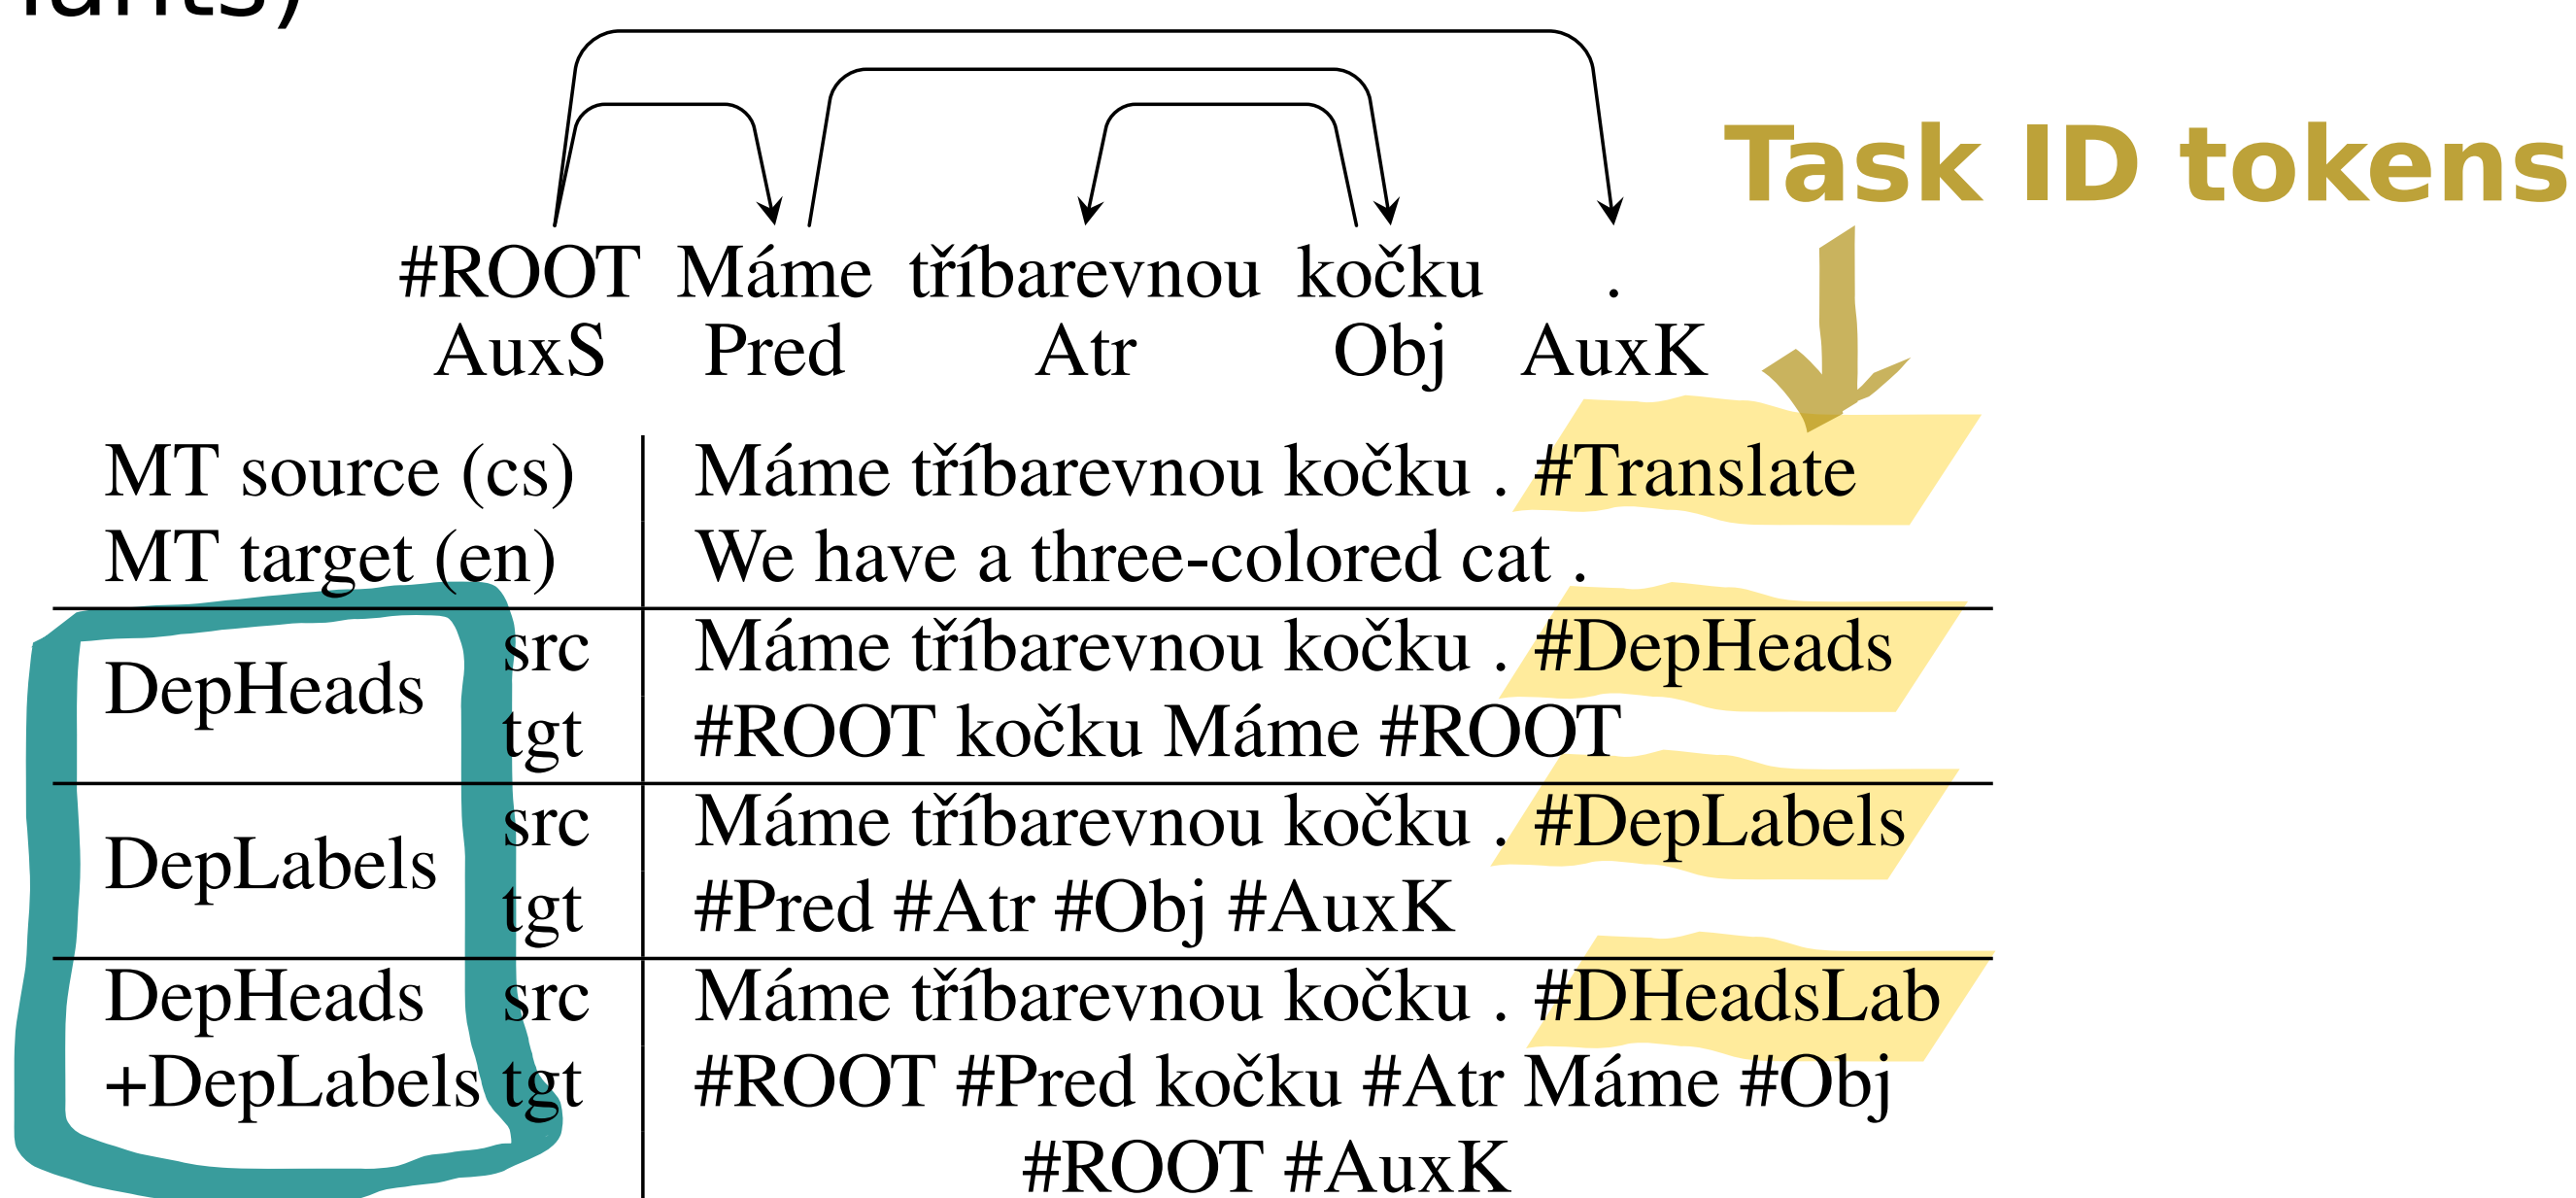 Task ID tokens
#ROOT Máme tříbarevnou kočku .
AuxS Pred Atr Obj AuxK
MT source (cs) Máme tříbarevnou kočku . #Translate
MT target (en) We have a three-colored cat .
DepHeads src Máme tříbarevnou kočku . #DepHeads
tgt #ROOT kočku Máme #ROOT
DepLabels src Máme tříbarevnou kočku . #DepLabels
tgt #Pred #Atr #Obj #AuxK
DepHeads src Máme tříbarevnou kočku . #DHeadsLab
+DepLabels tgt #ROOT #Pred kočku #Atr Máme #Obj
#ROOT #AuxK